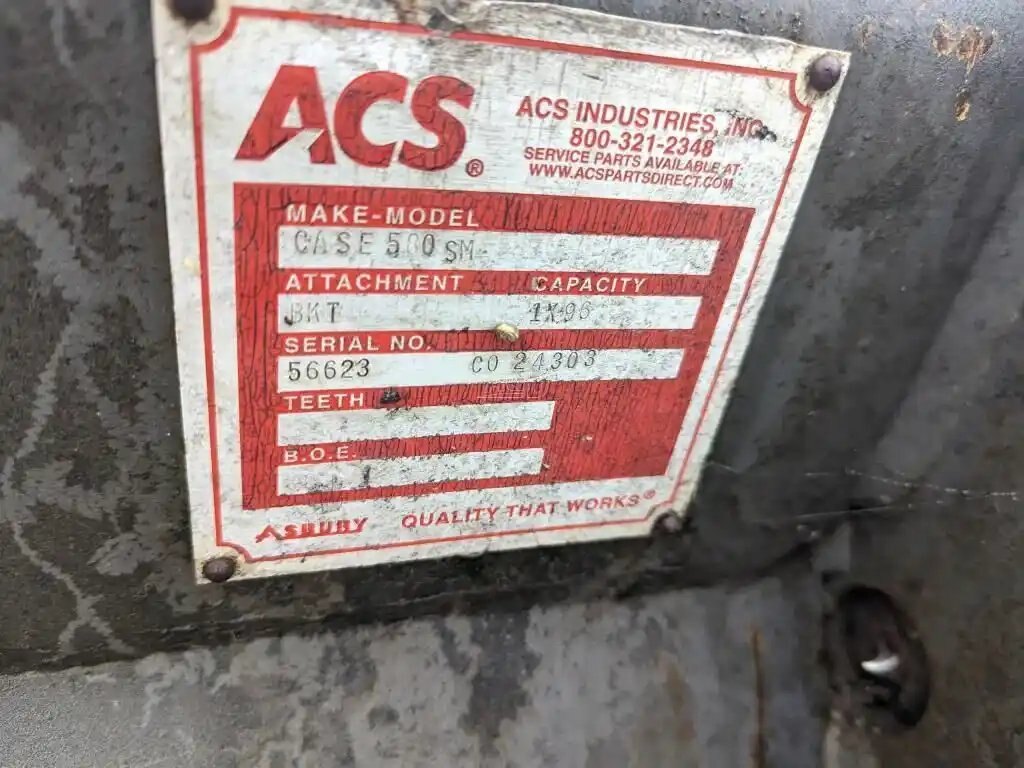 ACS®
ACS INDUSTRIES, INC.
800-321-2348
SERVICE PARTS AVAILABLE AT:
WWW.ACSPARTSDIRECT.COM
MAKE-MODEL
CASE 580 SM
ATTACHMENT CAPACITY
BKT 1X96
SERIAL NO.
56623 CO 24303
TEETH
B.O.E.
ASBURY QUALITY THAT WORKS®